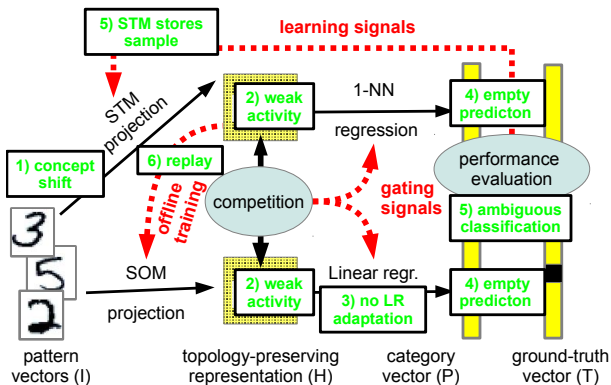 5) STM stores
sample
learning signals
STM
projection
2) weak
activity
1-NN
regression
4) empty
predicton
1) concept
shift
6) replay
offline
training
competition
gating
signals
performance
evaluation
5) ambiguous
classification
3
5
2
SOM
projection
2) weak
activity
Linear regr.
3) no LR
adaptation
4) empty
predicton
pattern
vectors (I)
topology-preserving
representation (H)
category
vector (P)
ground-truth
vector (T)